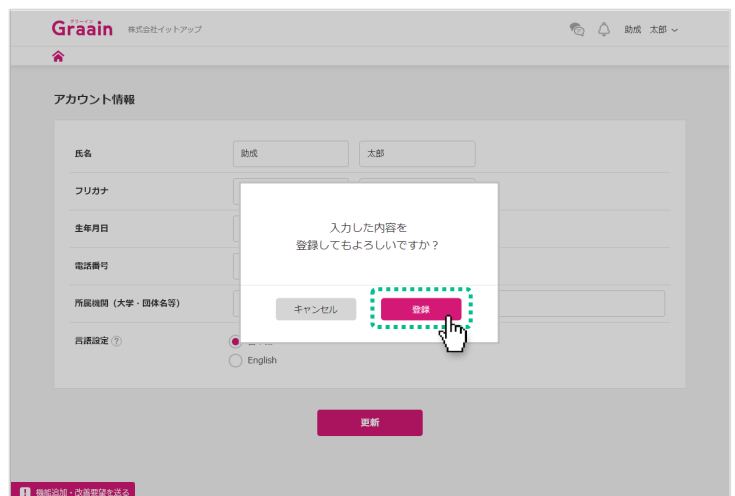 グラーイン
Graain 株式会社イットアップ 助成 太郎
アカウント情報
氏名 助成 太郎
フリガナ
生年月日
入力した内容を
登録してもよろしいですか？
電話番号
所属機関（大学・団体名等）
キャンセル 登録
言語設定 ?
English
更新
! 機能追加・改善要望を送る